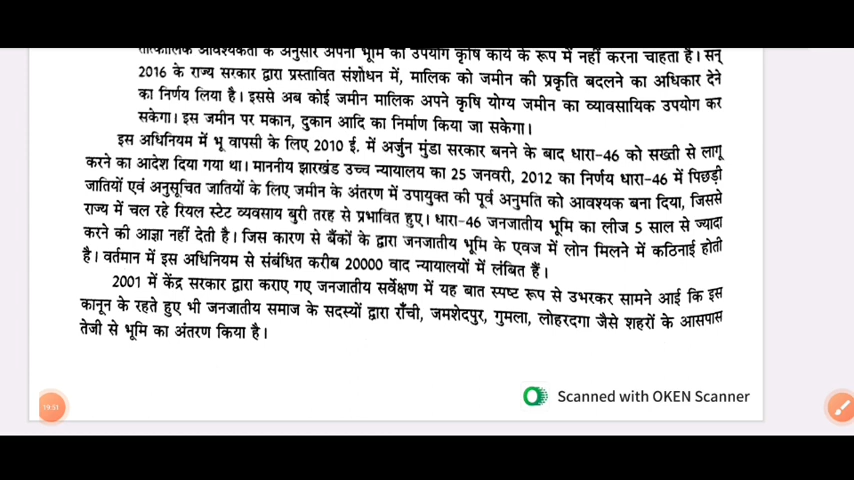 तात्कालिक आवश्यकता के अनुसार अपनी भूमि का उपयोग कृषि कार्य के रूप में नहीं करना चाहता है। सन्
2016 के राज्य सरकार द्वारा प्रस्तावित संशोधन में, मालिक को जमीन की प्रकृति बदलने का अधिकार देने
का निर्णय लिया है। इससे अब कोई जमीन मालिक अपने कृषि योग्य जमीन का व्यावसायिक उपयोग कर
सकेगा। इस जमीन पर मकान, दुकान आदि का निर्माण किया जा सकेगा।
इस अधिनियम में भू वापसी के लिए 2010 ई. में अर्जुन मुंडा सरकार बनने के बाद धारा-46 को सख्ती से लागू
करने का आदेश दिया गया था। माननीय झारखंड उच्च न्यायालय का 25 जनवरी, 2012 का निर्णय धारा-46 में पिछड़ी
जातियों एवं अनुसूचित जातियों के लिए जमीन के अंतरण में उपायुक्त की पूर्व अनुमति को आवश्यक बना दिया, जिससे
राज्य में चल रहे रियल स्टेट व्यवसाय बुरी तरह से प्रभावित हुए। धारा-46 जनजातीय भूमि का लीज 5 साल से ज्यादा
करने की आज्ञा नहीं देती है। जिस कारण से बैंकों के द्वारा जनजातीय भूमि के एवज में लोन मिलने में कठिनाई होती
है। वर्तमान में इस अधिनियम से संबंधित करीब 20000 वाद न्यायालयों में लंबित हैं।
2001 में केंद्र सरकार द्वारा कराए गए जनजातीय सर्वेक्षण में यह बात स्पष्ट रूप से उभरकर सामने आई कि इस
कानून के रहते हुए भी जनजातीय समाज के सदस्यों द्वारा राँची, जमशेदपुर, गुमला, लोहरदगा जैसे शहरों के आसपास
तेजी से भूमि का अंतरण किया है।
Scanned with OKEN Scanner
19:31